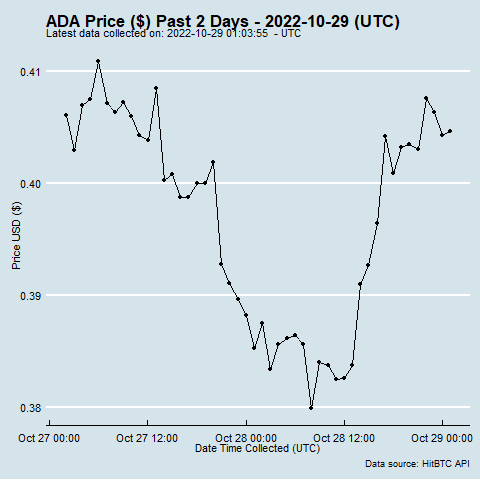 ADA Price ($) Past 2 Days - 2022-10-29 (UTC)
Latest data collected on: 2022-10-29 01:03:55 - UTC
0.41
0.40
0.39
0.38
Price USD ($)
Oct 27 00:00 Oct 27 12:00 Oct 28 00:00 Oct 28 12:00 Oct 29 00:00
Date Time Collected (UTC)
Data source: HitBTC API